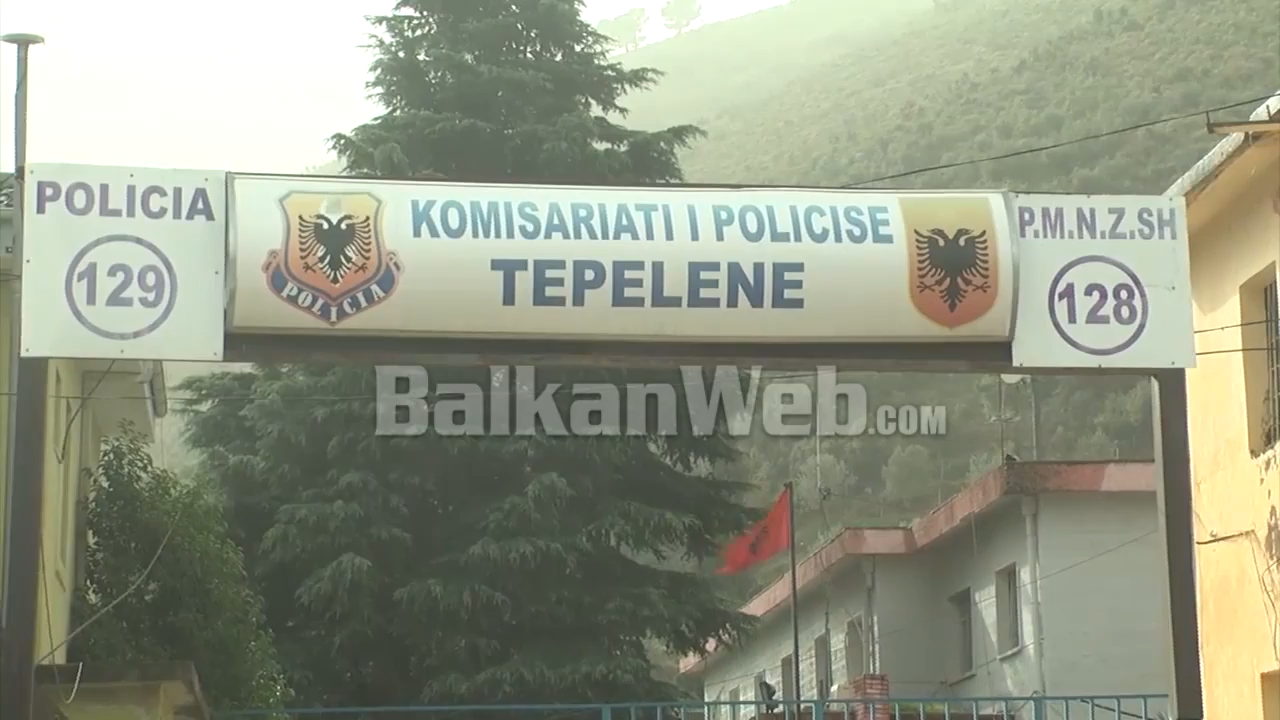 POLICIA
129
POLICIA
KOMISARIATI I POLICISE
TEPELENE
P.M.N.Z.SH
128
BALKANWEB.COM